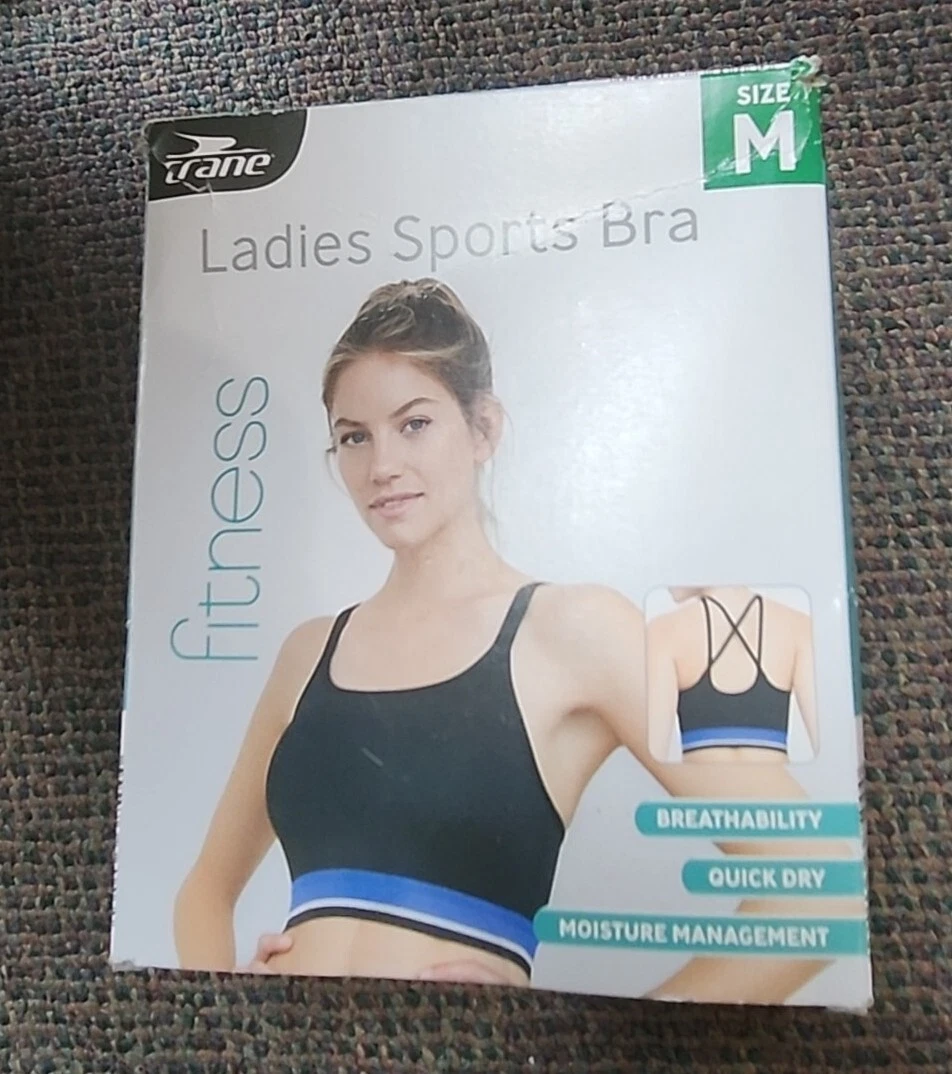 crane
SIZE
M
Ladies Sports Bra
fitness
BREATHABILITY
QUICK DRY
MOISTURE MANAGEMENT